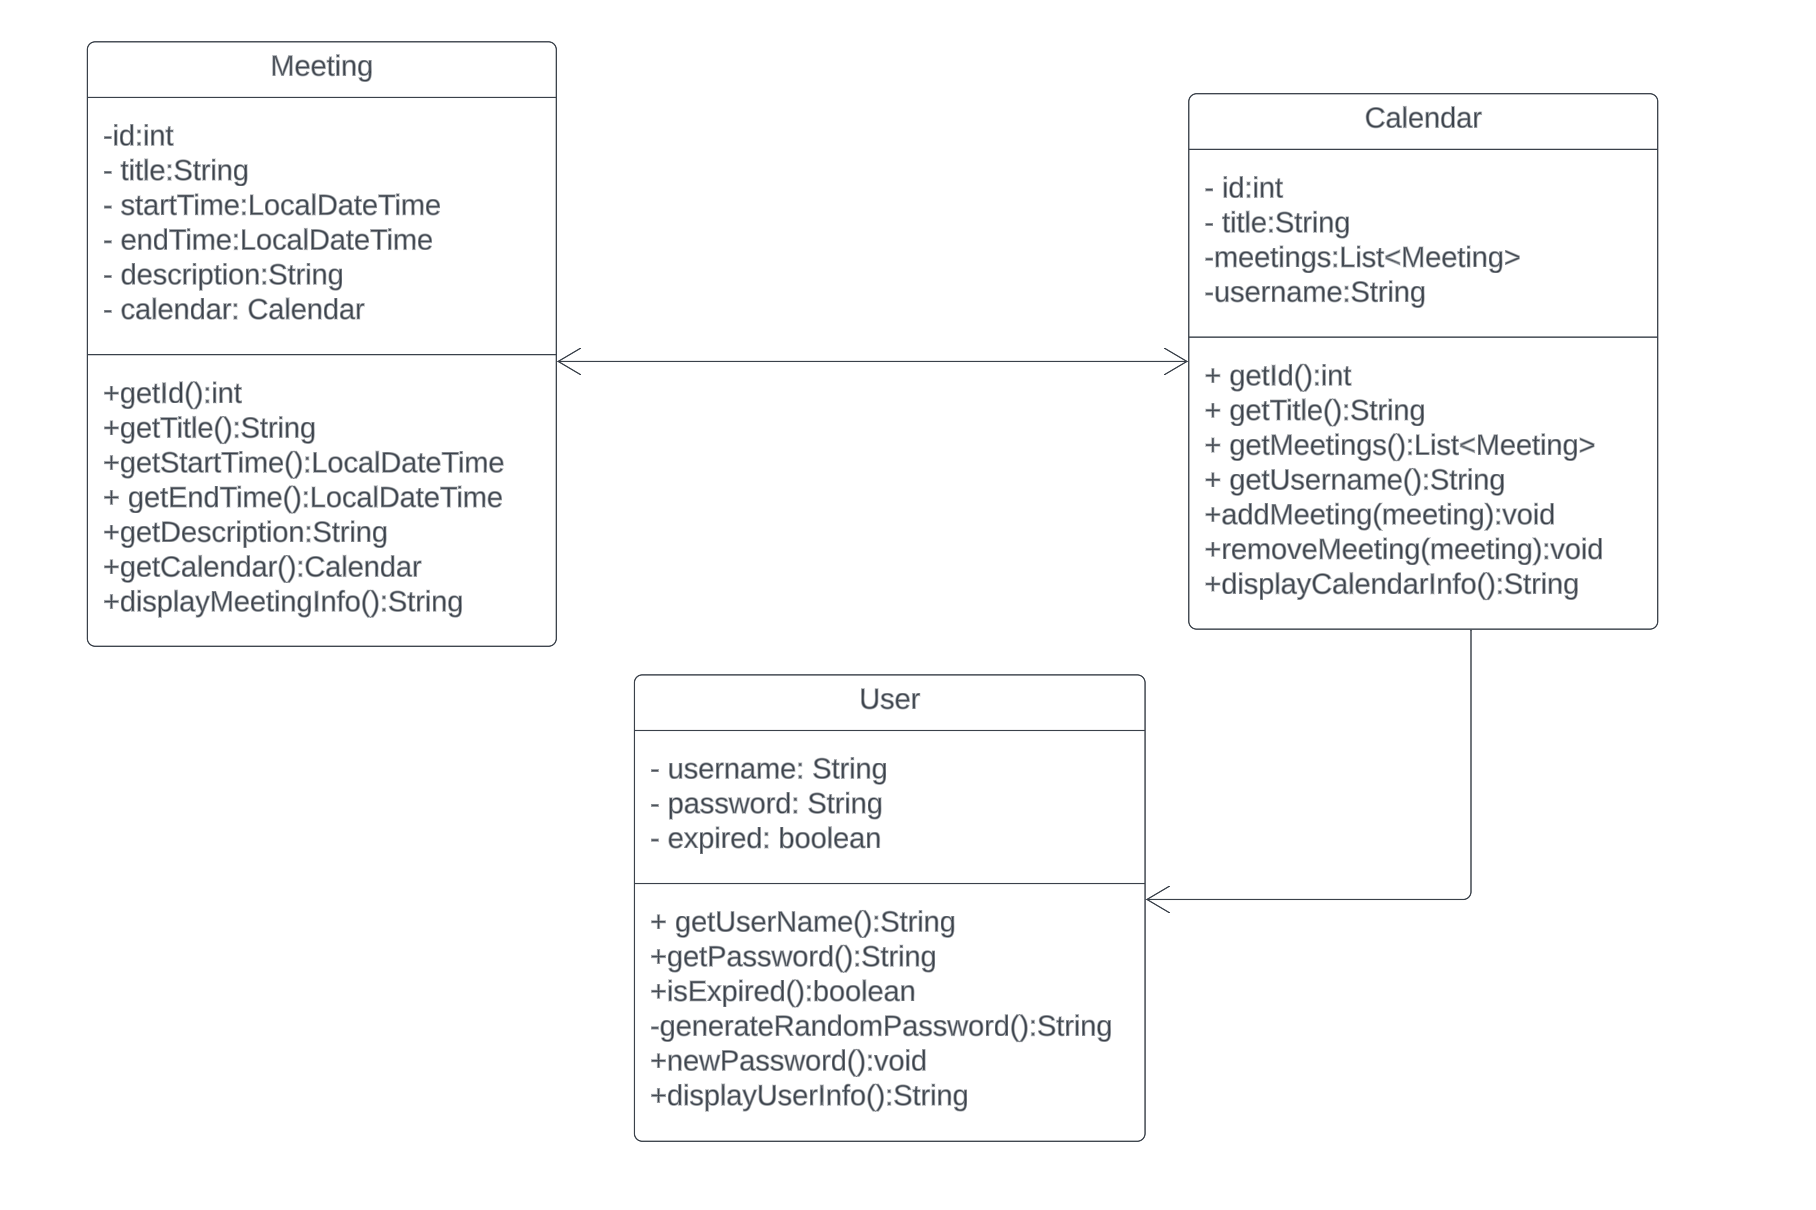 Meeting
-id:int
- title:String
- startTime:LocalDateTime
- endTime:LocalDateTime
- description:String
- calendar: Calendar
+getId():int
+getTitle():String
+getStartTime():LocalDateTime
+ getEndTime():LocalDateTime
+getDescription:String
+getCalendar():Calendar
+displayMeetingInfo():String
Calendar
- id:int
- title:String
-meetings:List<Meeting>
-username:String
+ getId():int
+ getTitle():String
+ getMeetings():List<Meeting>
+ getUsername():String
+addMeeting(meeting):void
+removeMeeting(meeting):void
+displayCalendarInfo():String
User
- username: String
- password: String
- expired: boolean
+ getUserName():String
+getPassword():String
+isExpired():boolean
-generateRandomPassword():String
+newPassword():void
+displayUserInfo():String